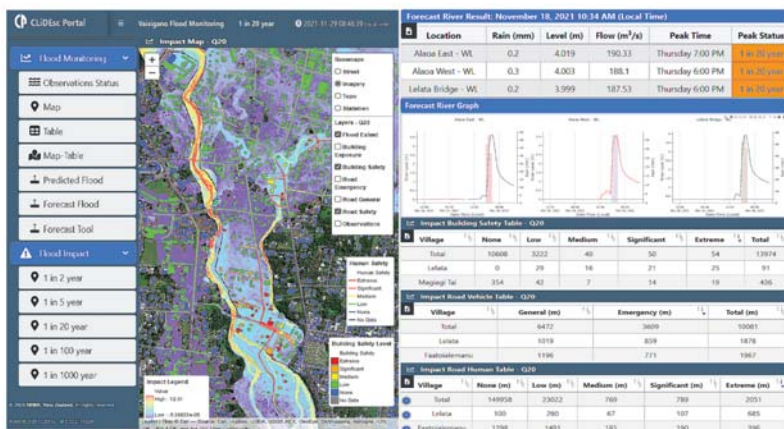 CLiDEsc Portal
Vaisigano Flood Monitoring 1 in 20 year 2021-11-29 08:46:39
Flood Monitoring
Observations Status
Map
Table
Map-Table
Predicted Flood
Forecast Flood
Forecast Tool
Flood Impact
1 in 2 year
1 in 5 year
1 in 20 year
1 in 100 year
1 in 1000 year
Impact Map - Q20
+
−
Basemaps
Street
Imagery
Topo
Layers - Q20
Flood Extent
Building
Exposure
Building Safety
Road
Emergency
Road General
Road Safety
Observations
Human Safety
Human Safety
Extreme
Significant
Medium
Low
None
No Data
Building Safety Level
Building Safety
Extreme
Significant
Medium
Low
None
No Data
Impact Legend
Value
Forecast River Result: November 18, 2021 10:34 AM (Local Time)
Location Rain (mm) Level (m) Flow (m³/s) Peak Time Peak Status
Alaoa East - WL 0.2 4.019 190.33 Thursday 7:00 PM 1 in 20 year
Alaoa West - WL 0.3 4.003 188.1 Thursday 6:00 PM 1 in 20 year
Lelata Bridge - WL 0.2 3.999 187.53 Thursday 6:00 PM 1 in 20 year
Forecast River Graph
Impact Building Safety Table - Q20
Village None Low Medium Significant Extreme Total
Total 10608 3222 40 50 54 13974
Lelata 0 29 16 21 25 91
Magiagi Tai 354 42 7 14 19 436
Impact Road Vehicle Table - Q20
Village General (m) Emergency (m) Total (m)
Total 6472 3609 10081
Lelata 1019 859 1878
Faatoialemanu 1196 771 1967
Impact Road Human Table - Q20
Village None (m) Low (m) Medium (m) Significant (m) Extreme (m)
Total 149958 23022 769 789 2051
Lelata 100 280 67 107 685